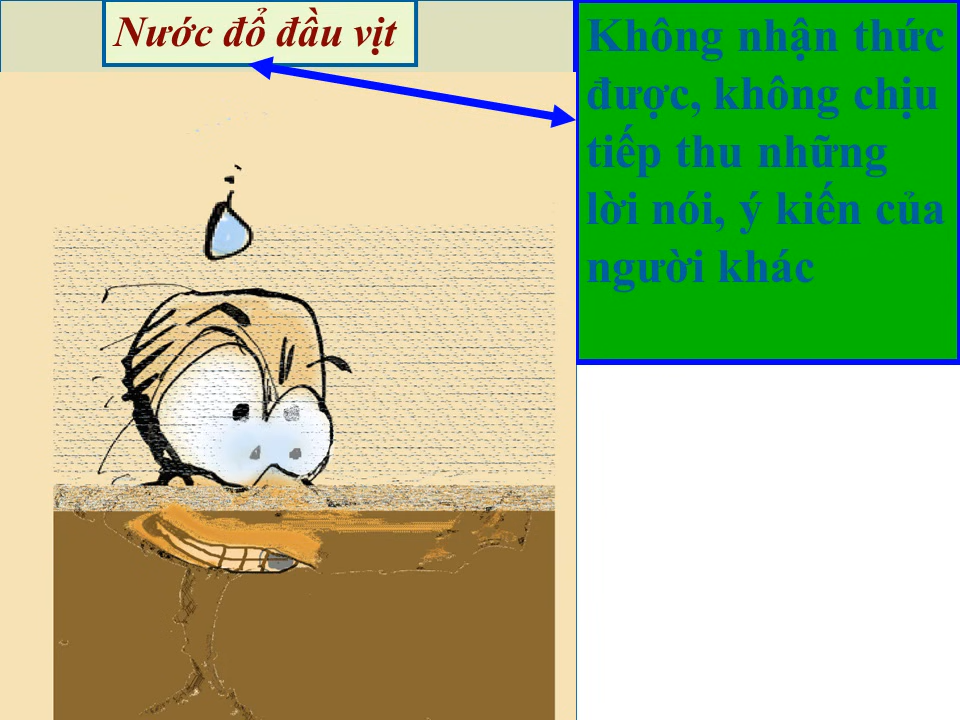 Nước đổ đầu vịt
Không nhận thức
được, không chịu
tiếp thu những
lời nói, ý kiến của
người khác